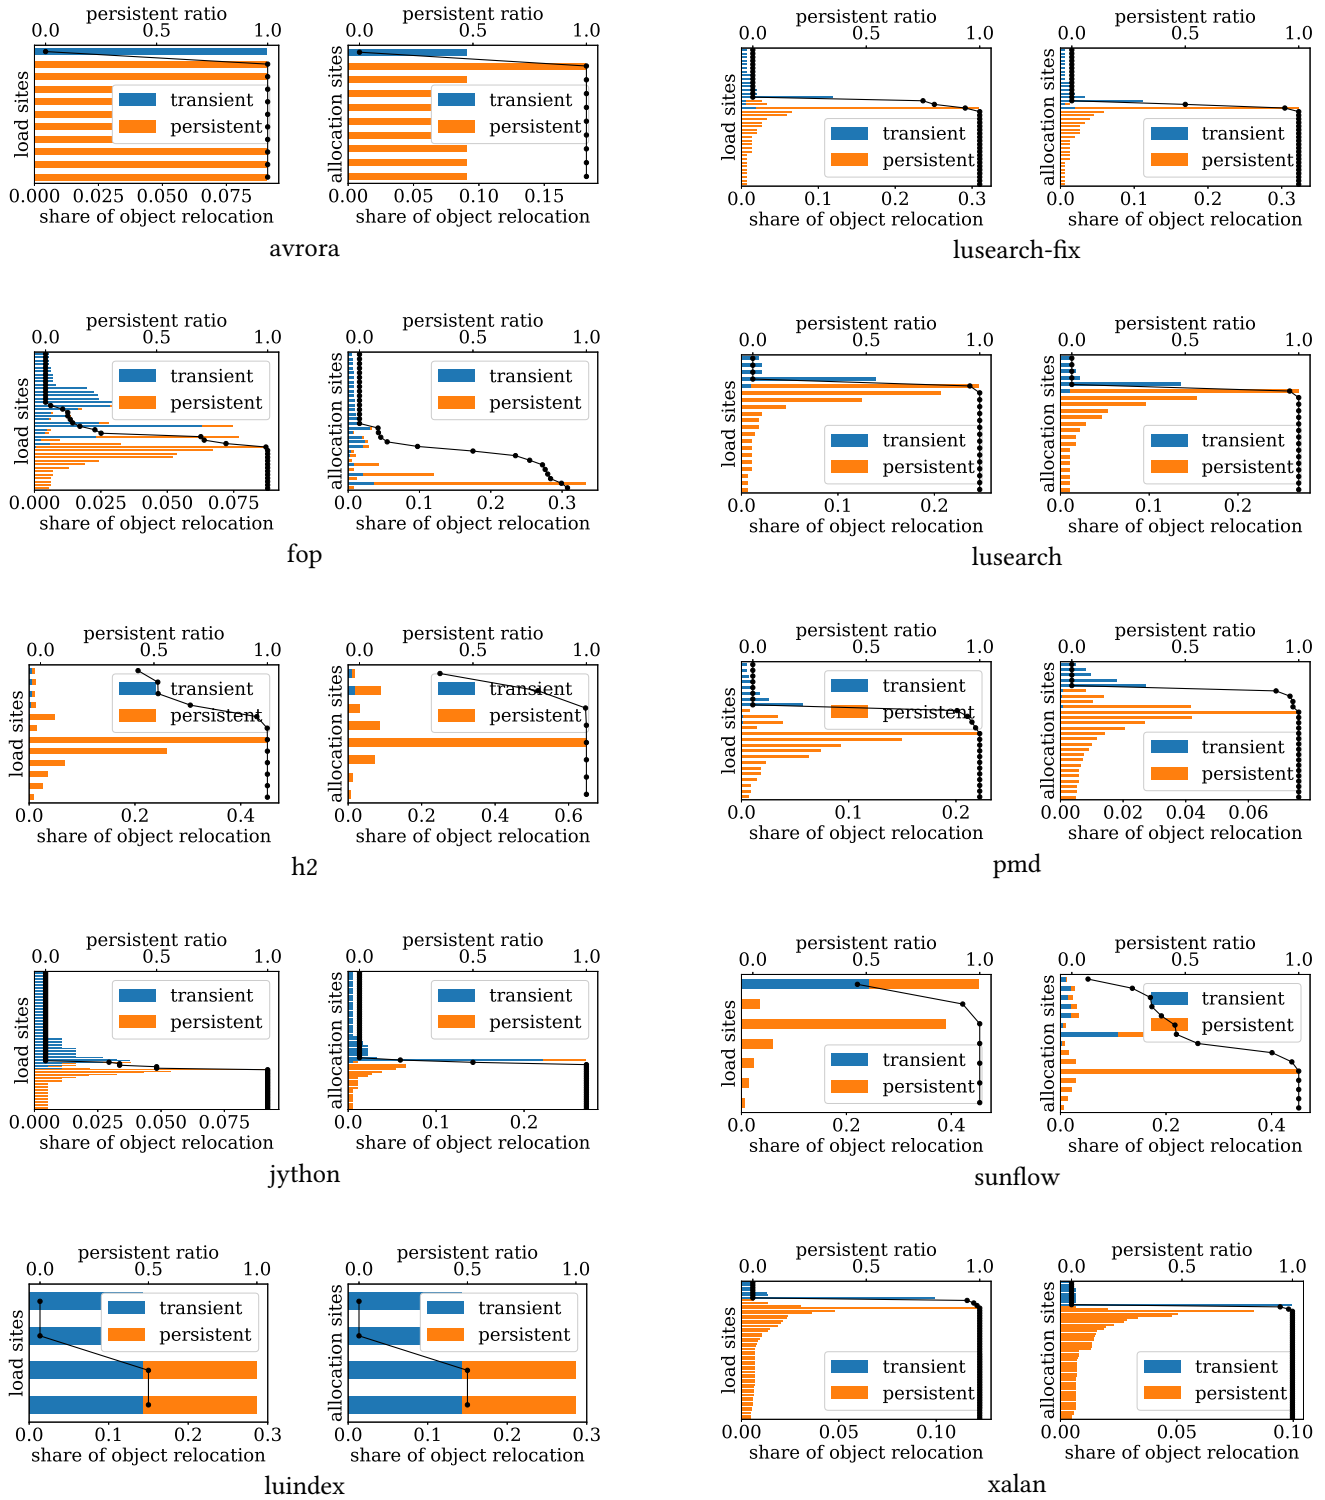 persistent ratio
0.0 0.5 1.0
load sites
transient
persistent
0.000 0.025 0.050 0.075
share of object relocation
persistent ratio
0.0 0.5 1.0
allocation sites
transient
persistent
0.00 0.05 0.10 0.15
share of object relocation
avrora
persistent ratio
0.0 0.5 1.0
load sites
transient
persistent
0.0 0.1 0.2 0.3
share of object relocation
persistent ratio
0.0 0.5 1.0
allocation sites
transient
persistent
0.0 0.1 0.2 0.3
share of object relocation
lusearch-fix
persistent ratio
0.0 0.5 1.0
load sites
transient
persistent
0.000 0.025 0.050 0.075
share of object relocation
persistent ratio
0.0 0.5 1.0
allocation sites
transient
persistent
0.0 0.1 0.2 0.3
share of object relocation
fop
persistent ratio
0.0 0.5 1.0
load sites
transient
persistent
0.0 0.1 0.2
share of object relocation
persistent ratio
0.0 0.5 1.0
allocation sites
transient
persistent
0.0 0.1 0.2
share of object relocation
lusearch
persistent ratio
0.0 0.5 1.0
load sites
transient
persistent
0.0 0.2 0.4
share of object relocation
persistent ratio
0.0 0.5 1.0
allocation sites
transient
persistent
0.0 0.2 0.4 0.6
share of object relocation
h2
persistent ratio
0.0 0.5 1.0
load sites
transient
persistent
0.0 0.1 0.2
share of object relocation
persistent ratio
0.0 0.5 1.0
allocation sites
transient
persistent
0.00 0.02 0.04 0.06
share of object relocation
pmd
persistent ratio
0.0 0.5 1.0
load sites
transient
persistent
0.000 0.025 0.050 0.075
share of object relocation
persistent ratio
0.0 0.5 1.0
allocation sites
transient
persistent
0.0 0.1 0.2
share of object relocation
jython
persistent ratio
0.0 0.5 1.0
load sites
transient
persistent
0.0 0.2 0.4
share of object relocation
persistent ratio
0.0 0.5 1.0
allocation sites
transient
persistent
0.0 0.2 0.4
share of object relocation
sunflow
persistent ratio
0.0 0.5 1.0
load sites
transient
persistent
0.0 0.1 0.2 0.3
share of object relocation
persistent ratio
0.0 0.5 1.0
allocation sites
transient
persistent
0.0 0.1 0.2 0.3
share of object relocation
luindex
persistent ratio
0.0 0.5 1.0
load sites
transient
persistent
0.00 0.05 0.10
share of object relocation
persistent ratio
0.0 0.5 1.0
allocation sites
transient
persistent
0.00 0.05 0.10
share of object relocation
xalan